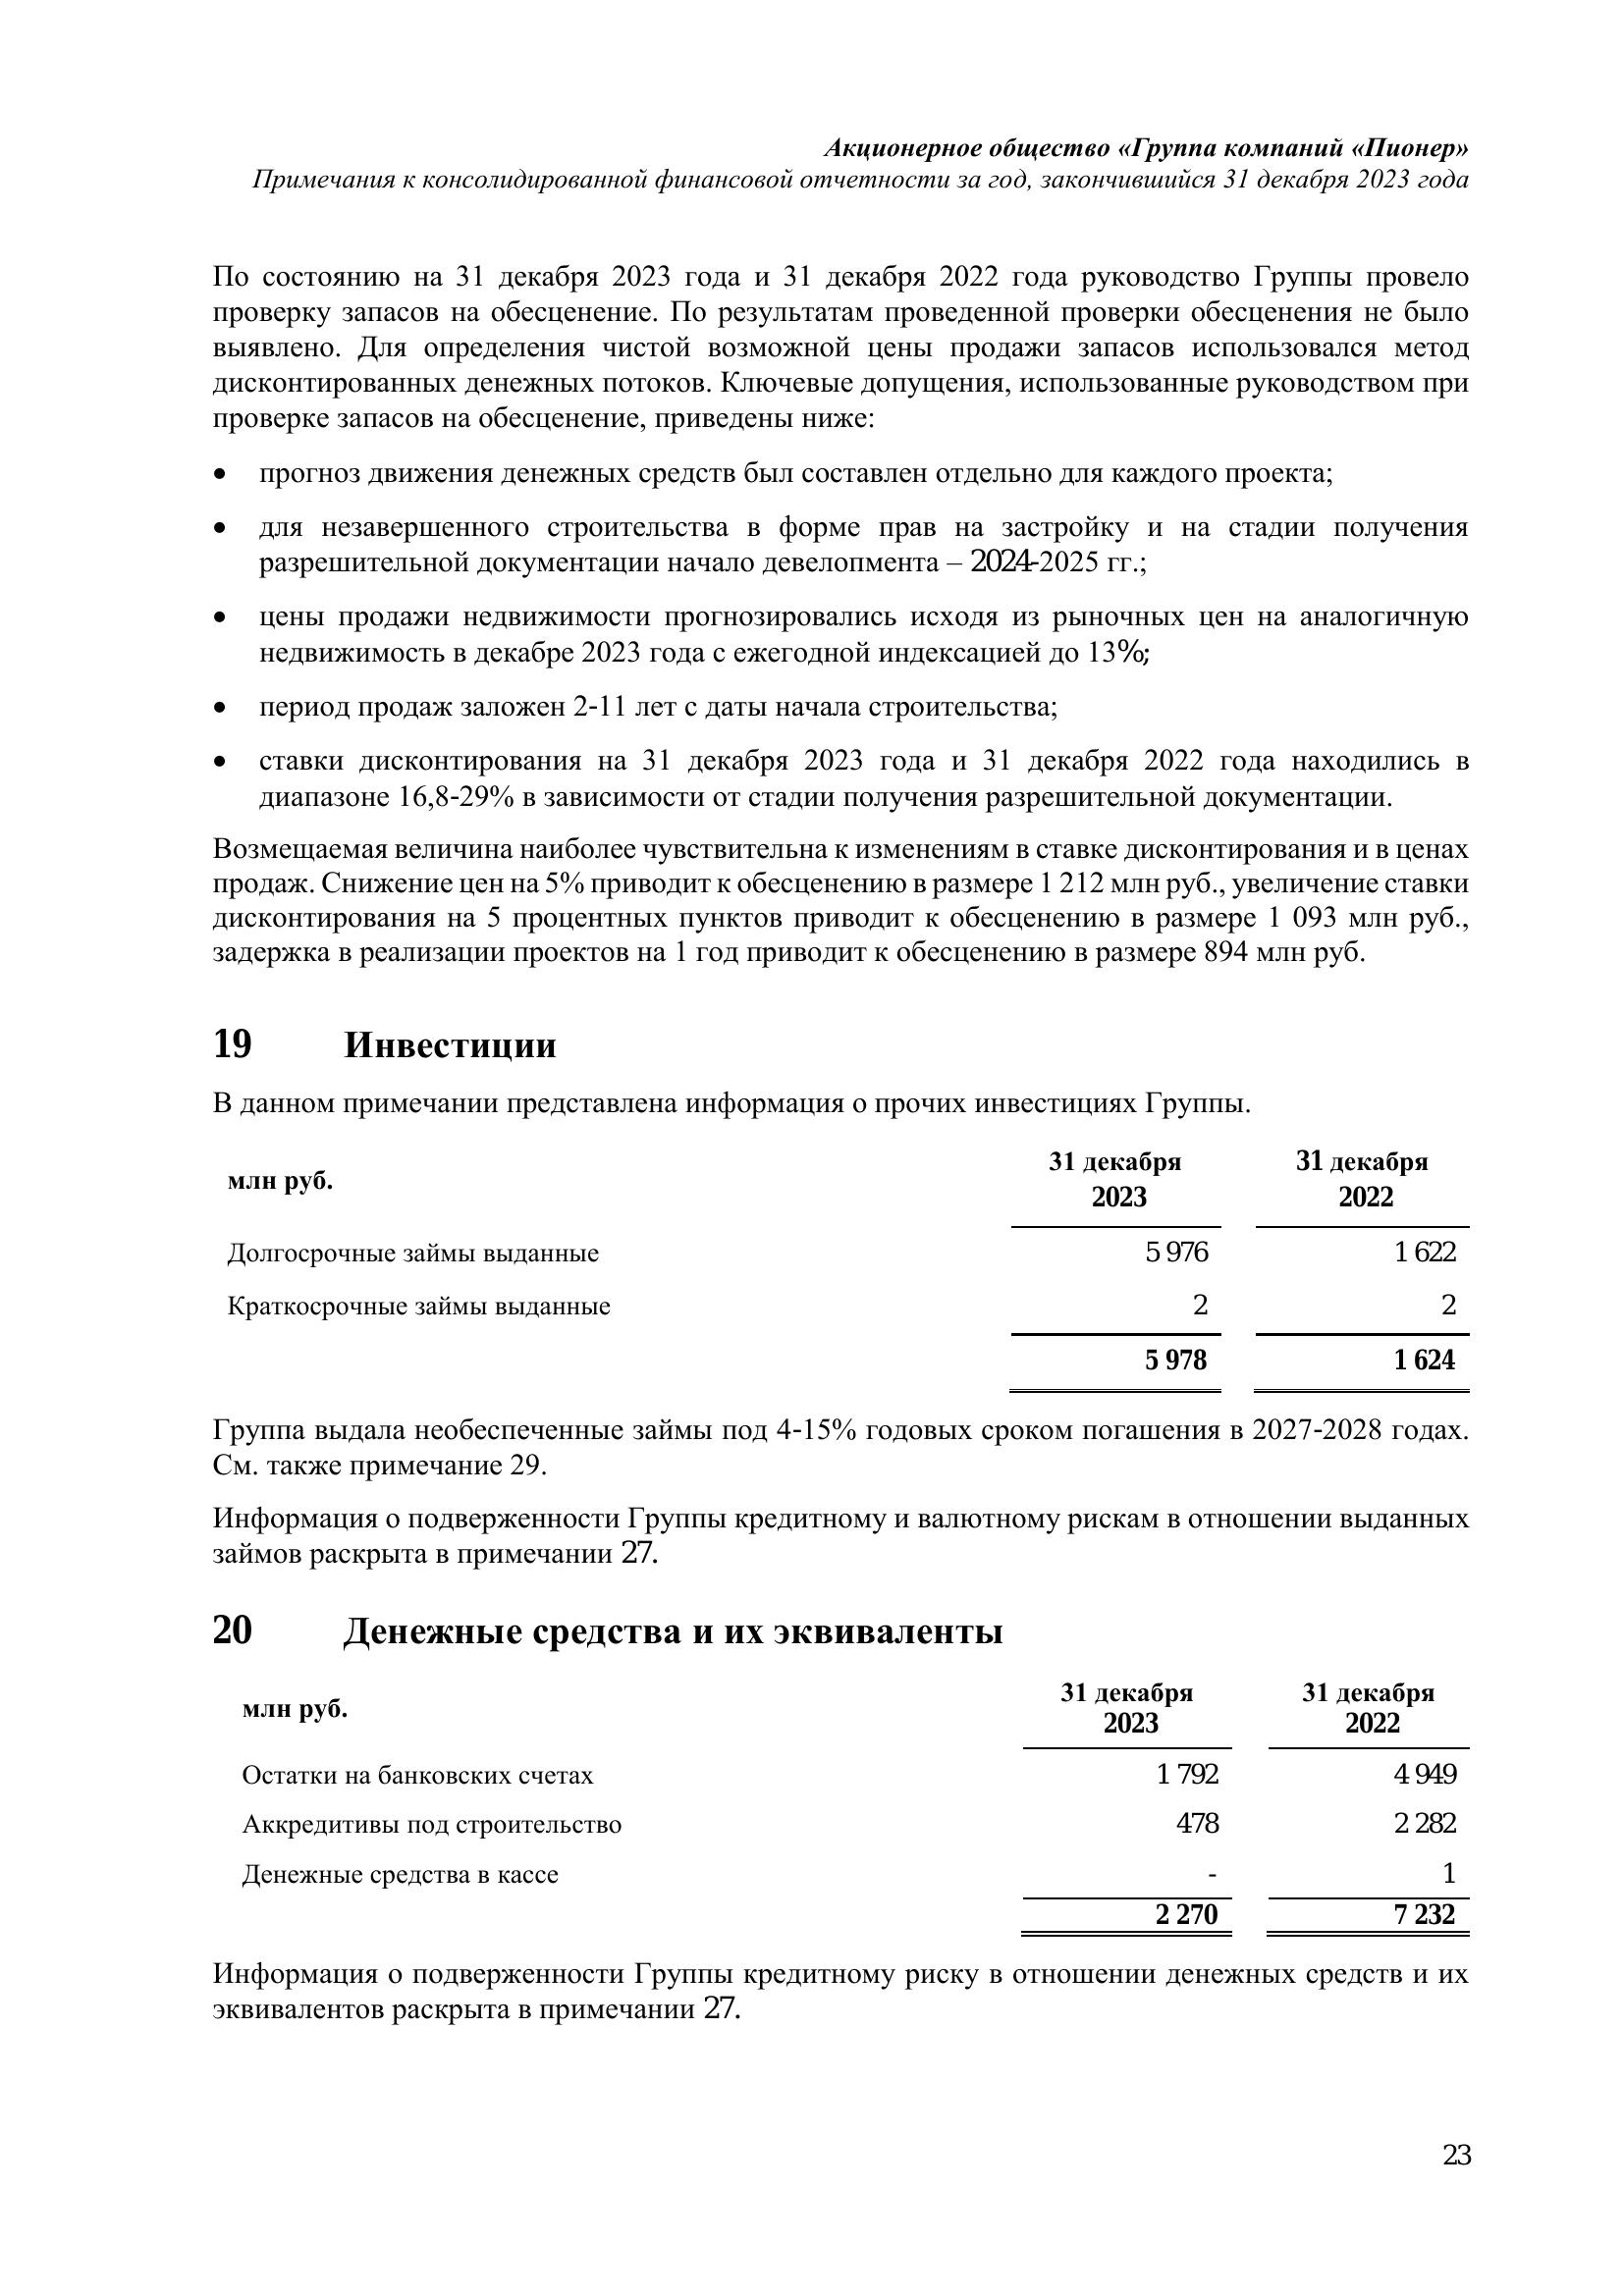 Акционерное общество «Группа компаний «Пионер»
Примечания к консолидированной финансовой отчетности за год, закончившийся 31 декабря 2023 года
По состоянию на 31 декабря 2023 года и 31 декабря 2022 года руководство Группы провело
проверку запасов на обесценение. По результатам проведенной проверки обесценения не было
выявлено. Для определения чистой возможной цены продажи запасов использовался метод
дисконтированных денежных потоков. Ключевые допущения, использованные руководством при
проверке запасов на обесценение, приведены ниже:
• прогноз движения денежных средств был составлен отдельно для каждого проекта;
• для незавершенного строительства в форме прав на застройку и на стадии получения
разрешительной документации начало девелопмента – 2024-2025 гг.;
• цены продажи недвижимости прогнозировались исходя из рыночных цен на аналогичную
недвижимость в декабре 2023 года с ежегодной индексацией до 13%;
• период продаж заложен 2-11 лет с даты начала строительства;
• ставки дисконтирования на 31 декабря 2023 года и 31 декабря 2022 года находились в
диапазоне 16,8-29% в зависимости от стадии получения разрешительной документации.
Возмещаемая величина наиболее чувствительна к изменениям в ставке дисконтирования и в ценах
продаж. Снижение цен на 5% приводит к обесценению в размере 1 212 млн руб., увеличение ставки
дисконтирования на 5 процентных пунктов приводит к обесценению в размере 1 093 млн руб.,
задержка в реализации проектов на 1 год приводит к обесценению в размере 894 млн руб.
19 Инвестиции
В данном примечании представлена информация о прочих инвестициях Группы.
млн руб. 31 декабря 2023 31 декабря 2022
Долгосрочные займы выданные 5 976 1 622
Краткосрочные займы выданные 2 2
5 978 1 624
Группа выдала необеспеченные займы под 4-15% годовых сроком погашения в 2027-2028 годах.
См. также примечание 29.
Информация о подверженности Группы кредитному и валютному рискам в отношении выданных
займов раскрыта в примечании 27.
20 Денежные средства и их эквиваленты
млн руб. 31 декабря 2023 31 декабря 2022
Остатки на банковских счетах 1 792 4 949
Аккредитивы под строительство 478 2 282
Денежные средства в кассе - 1
2 270 7 232
Информация о подверженности Группы кредитному риску в отношении денежных средств и их
эквивалентов раскрыта в примечании 27.
23